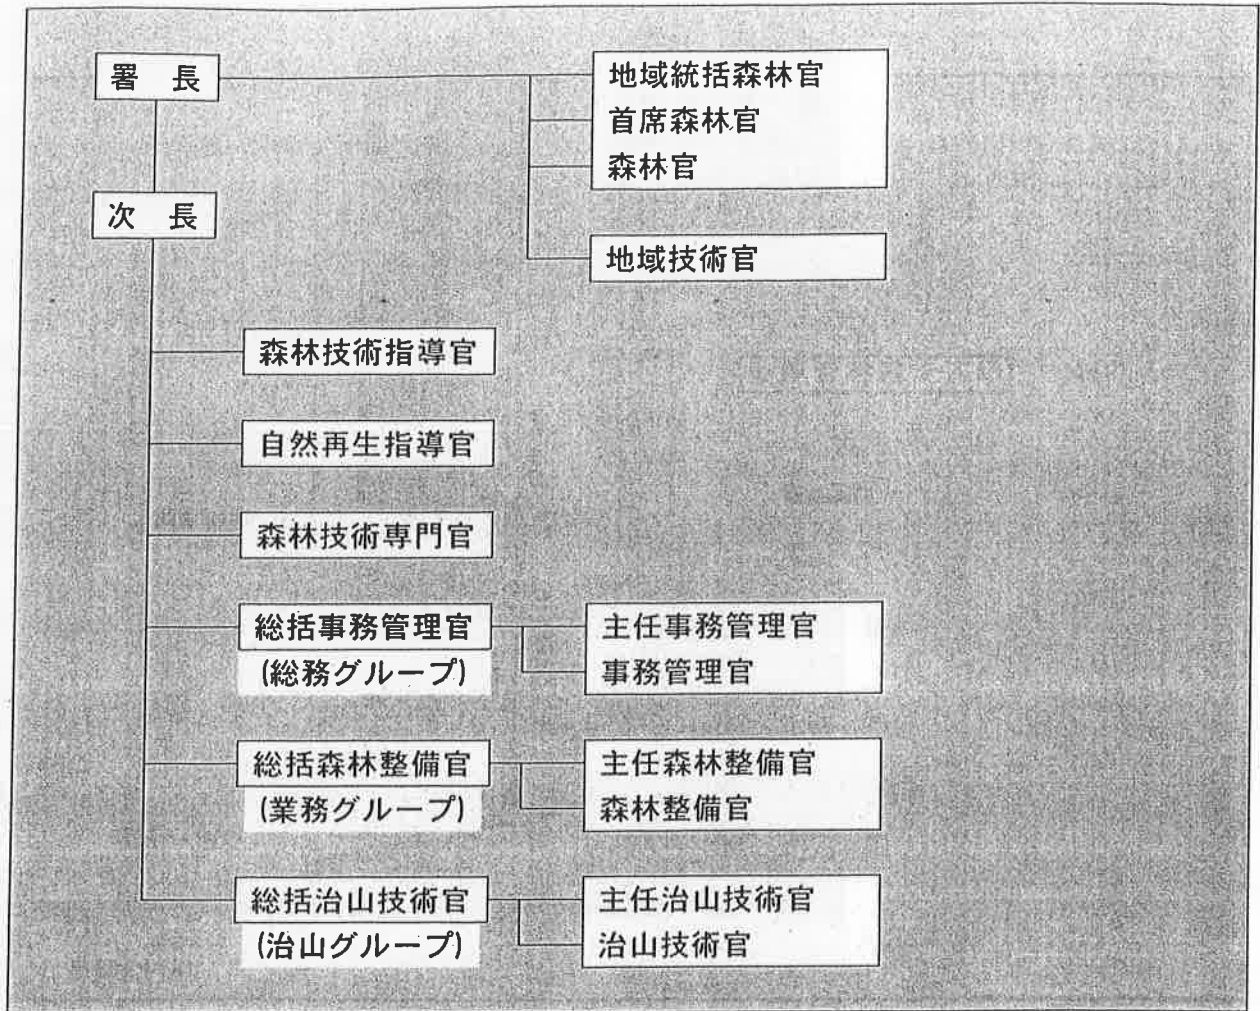 署　長
地域統括森林官
首席森林官
森林官
次　長
地域技術官
森林技術指導官
自然再生指導官
森林技術専門官
総括事務管理官
(総務グループ)
主任事務管理官
事務管理官
総括森林整備官
(業務グループ)
主任森林整備官
森林整備官
総括治山技術官
(治山グループ)
主任治山技術官
治山技術官